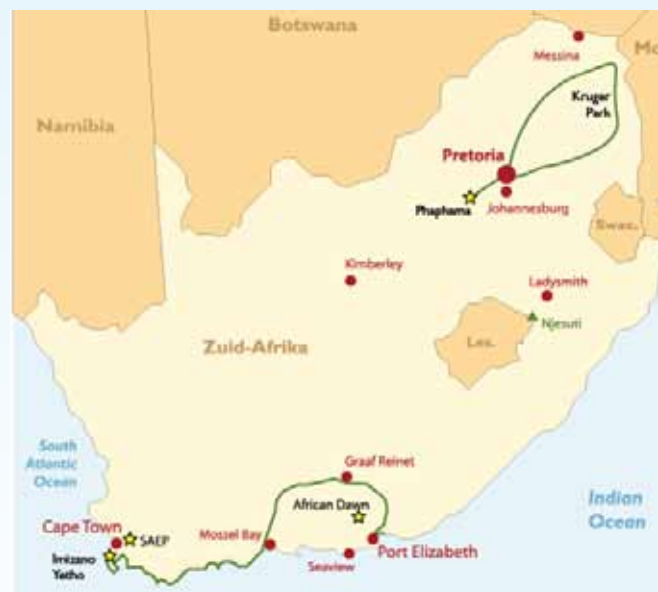 Botswana
Messina
Mo
Namibia
Kruger
Park
Pretoria
Phaphama
Johannesburg
Swaz.
Kimberley
Ladysmith
Njesuti
Zuid-Afrika
Les.
South
Atlantic
Ocean
Graaf Reinet
African Dawn
Indian
Ocean
Cape Town
SAEP
Mossel Bay
Port Elizabeth
Imizano
Yetho
Seaview